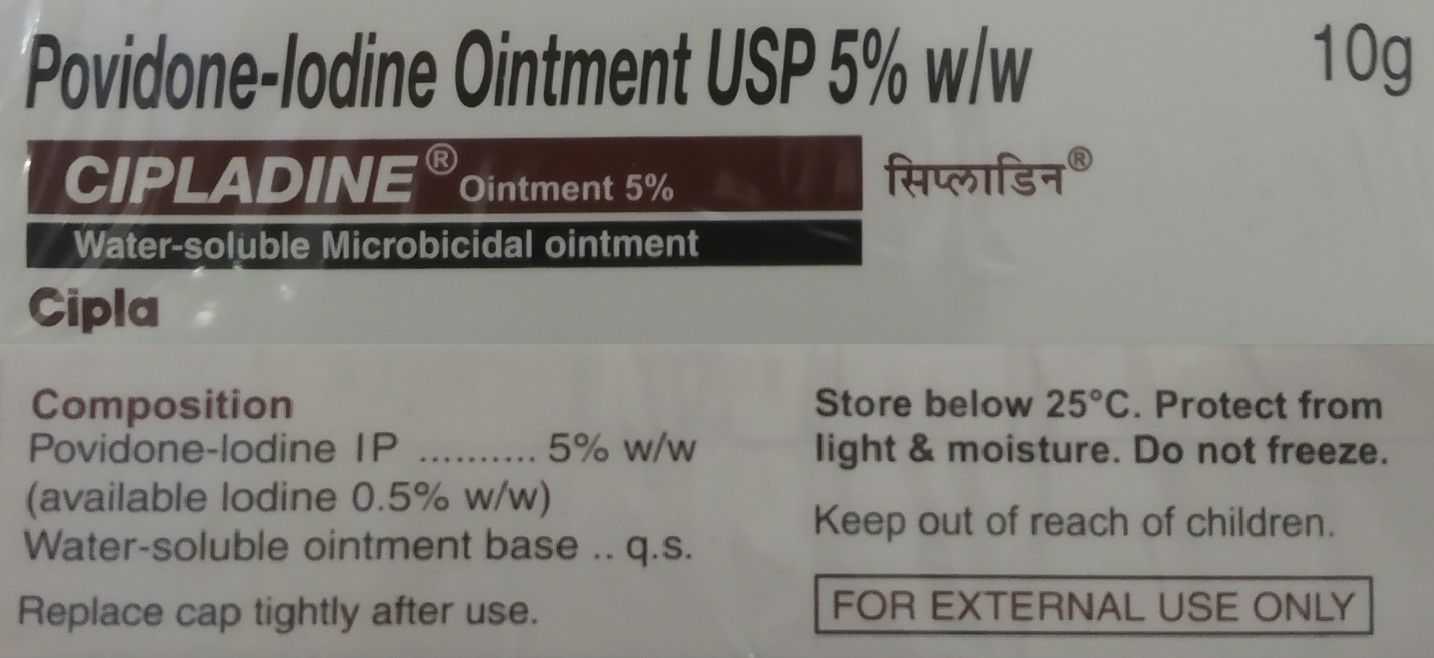 Povidone-Iodine Ointment USP 5% w/w 10g
CIPLADINE® Ointment 5% सिप्लाडिन®
Water-soluble Microbicidal ointment
Cipla
Composition
Povidone-Iodine IP .......... 5% w/w
(available Iodine 0.5% w/w)
Water-soluble ointment base .. q.s.
Replace cap tightly after use.
Store below 25°C. Protect from
light & moisture. Do not freeze.
Keep out of reach of children.
FOR EXTERNAL USE ONLY